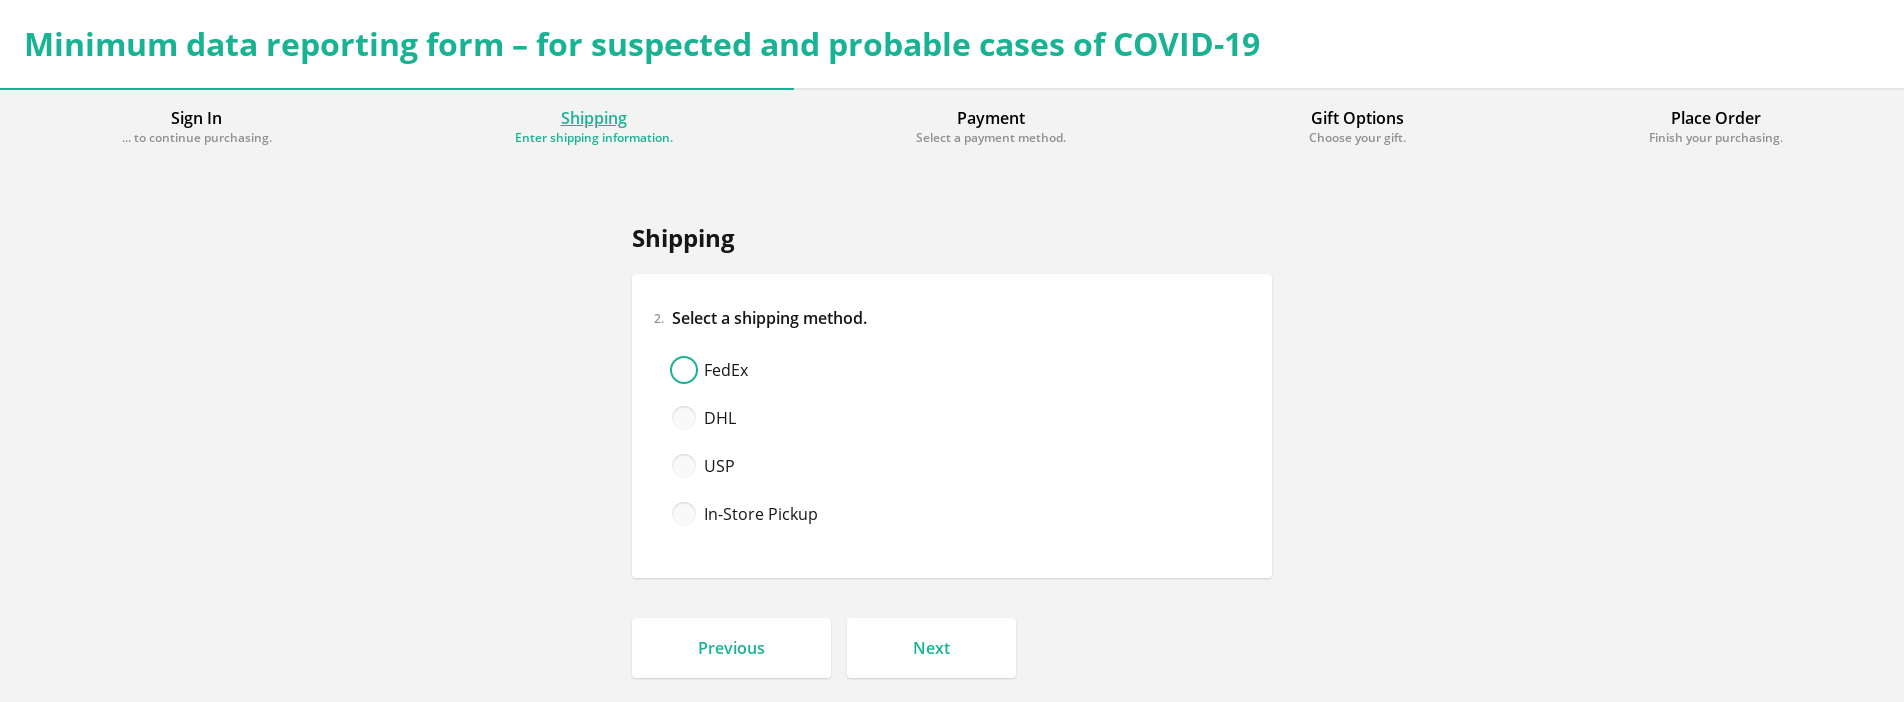 Minimum data reporting form – for suspected and probable cases of COVID-19
Sign In
... to continue purchasing.
Shipping
Enter shipping information.
Payment
Select a payment method.
Gift Options
Choose your gift.
Place Order
Finish your purchasing.
Shipping
2. Select a shipping method.
FedEx
DHL
USP
In-Store Pickup
Previous
Next